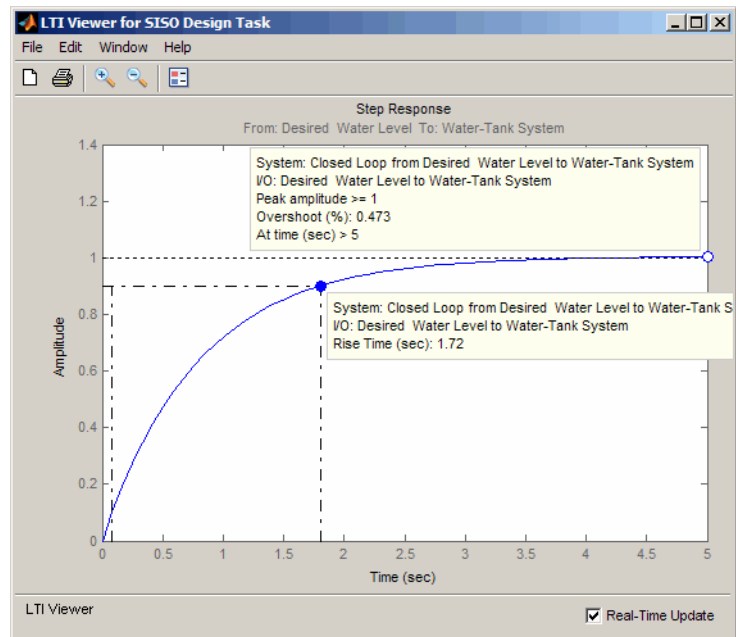 LTI Viewer for SISO Design Task
File Edit Window Help
Step Response
From: Desired Water Level To: Water-Tank System
System: Closed Loop from Desired Water Level to Water-Tank System
I/O: Desired Water Level to Water-Tank System
Peak amplitude >= 1
Overshoot (%): 0.473
At time (sec) > 5
System: Closed Loop from Desired Water Level to Water-Tank S
I/O: Desired Water Level to Water-Tank System
Rise Time (sec): 1.72
Amplitude
1.4
1.2
1
0.8
0.6
0.4
0.2
0
0 0.5 1 1.5 2 2.5 3 3.5 4 4.5 5
Time (sec)
LTI Viewer
Real-Time Update